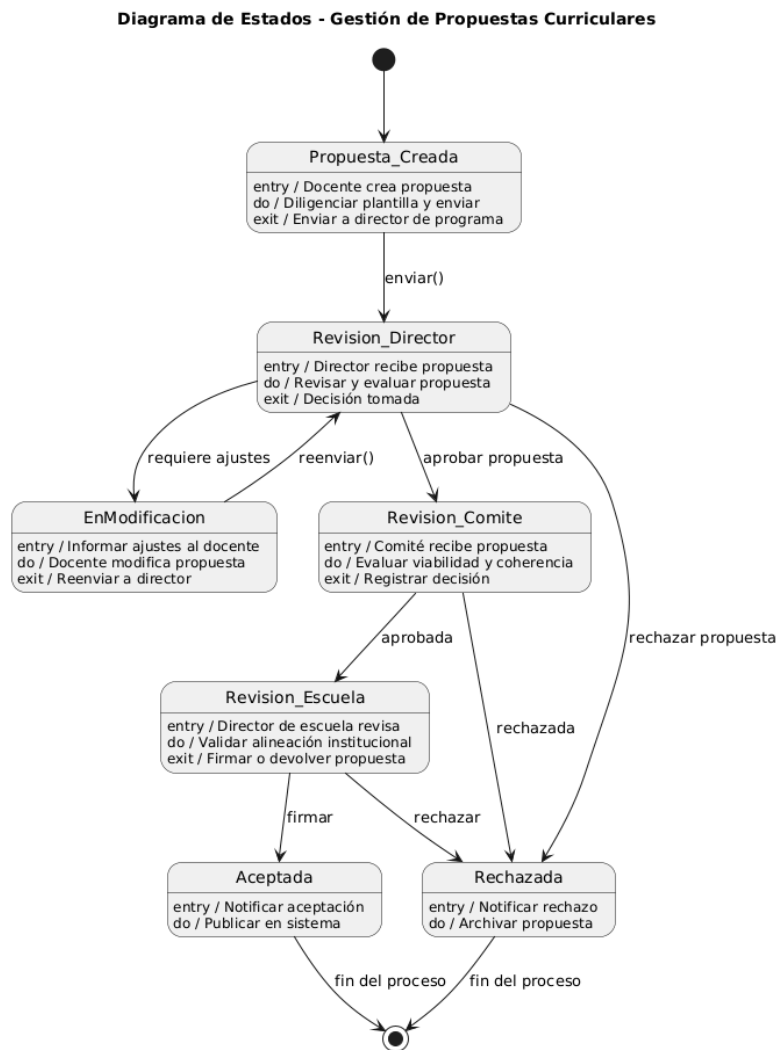 Diagrama de Estados - Gestión de Propuestas Curriculares
Propuesta_Creada
entry / Docente crea propuesta
do / Diligenciar plantilla y enviar
exit / Enviar a director de programa
enviar()
Revision_Director
entry / Director recibe propuesta
do / Revisar y evaluar propuesta
exit / Decisión tomada
requiere ajustes
reenviar()
aprobar propuesta
EnModificacion
entry / Informar ajustes al docente
do / Docente modifica propuesta
exit / Reenviar a director
Revision_Comite
entry / Comité recibe propuesta
do / Evaluar viabilidad y coherencia
exit / Registrar decisión
aprobada
rechazar propuesta
Revision_Escuela
entry / Director de escuela revisa
do / Validar alineación institucional
exit / Firmar o devolver propuesta
rechazada
firmar
rechazar
Aceptada
entry / Notificar aceptación
do / Publicar en sistema
Rechazada
entry / Notificar rechazo
do / Archivar propuesta
fin del proceso
fin del proceso